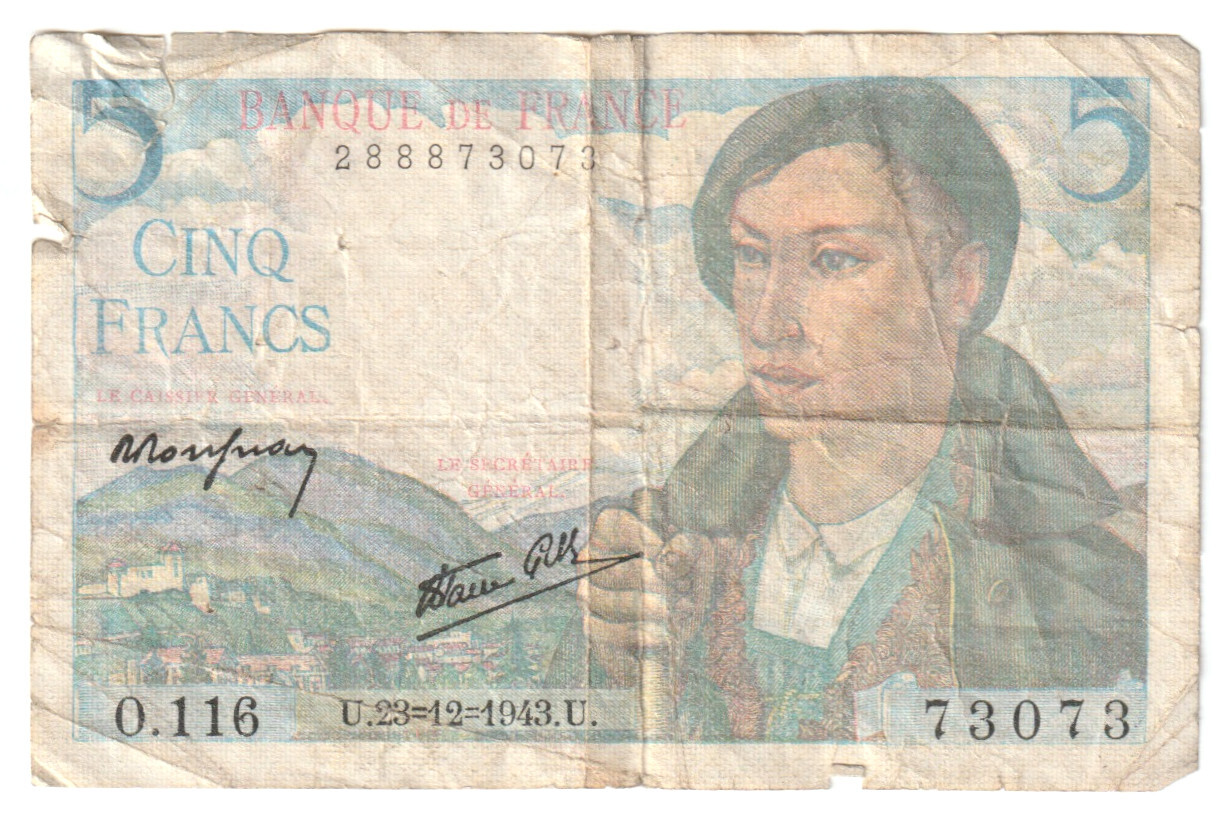 5 BANQUE DE FRANCE 5
288873073
CINQ
FRANCS
LE CAISSIER GÉNÉRAL.
LE SECRÉTAIRE
GÉNÉRAL.
O.116 U.23=12=1943.U. 73073